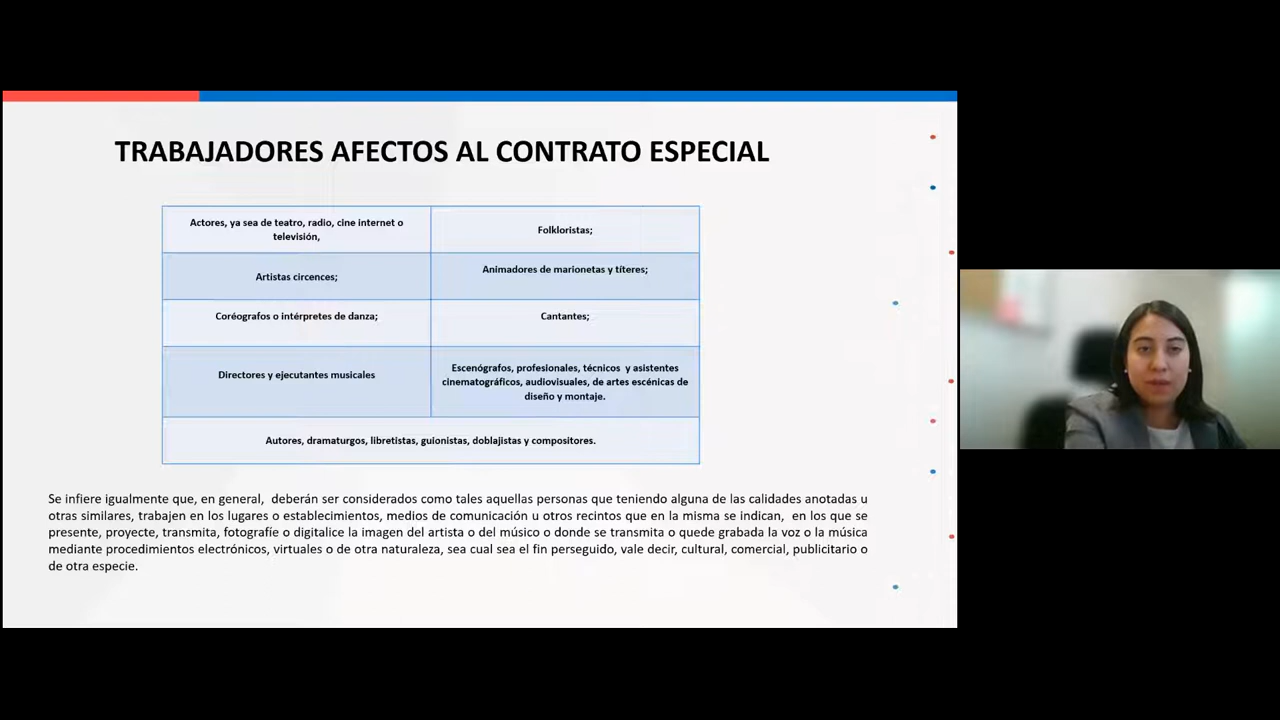 TRABAJADORES AFECTOS AL CONTRATO ESPECIAL
Actores, ya sea de teatro, radio, cine internet o
televisión,
Folkloristas;
Artistas circences;
Animadores de marionetas y títeres;
Coréografos o intérpretes de danza;
Cantantes;
Directores y ejecutantes musicales
Escenógrafos, profesionales, técnicos y asistentes
cinematográficos, audiovisuales, de artes escénicas de
diseño y montaje.
Autores, dramaturgos, libretistas, guionistas, doblajistas y compositores.
Se infiere igualmente que, en general, deberán ser considerados como tales aquellas personas que teniendo alguna de las calidades anotadas u
otras similares, trabajen en los lugares o establecimientos, medios de comunicación u otros recintos que en la misma se indican, en los que se
presente, proyecte, transmita, fotografíe o digitalice la imagen del artista o del músico o donde se transmita o quede grabada la voz o la música
mediante procedimientos electrónicos, virtuales o de otra naturaleza, sea cual sea el fin perseguido, vale decir, cultural, comercial, publicitario o
de otra especie.